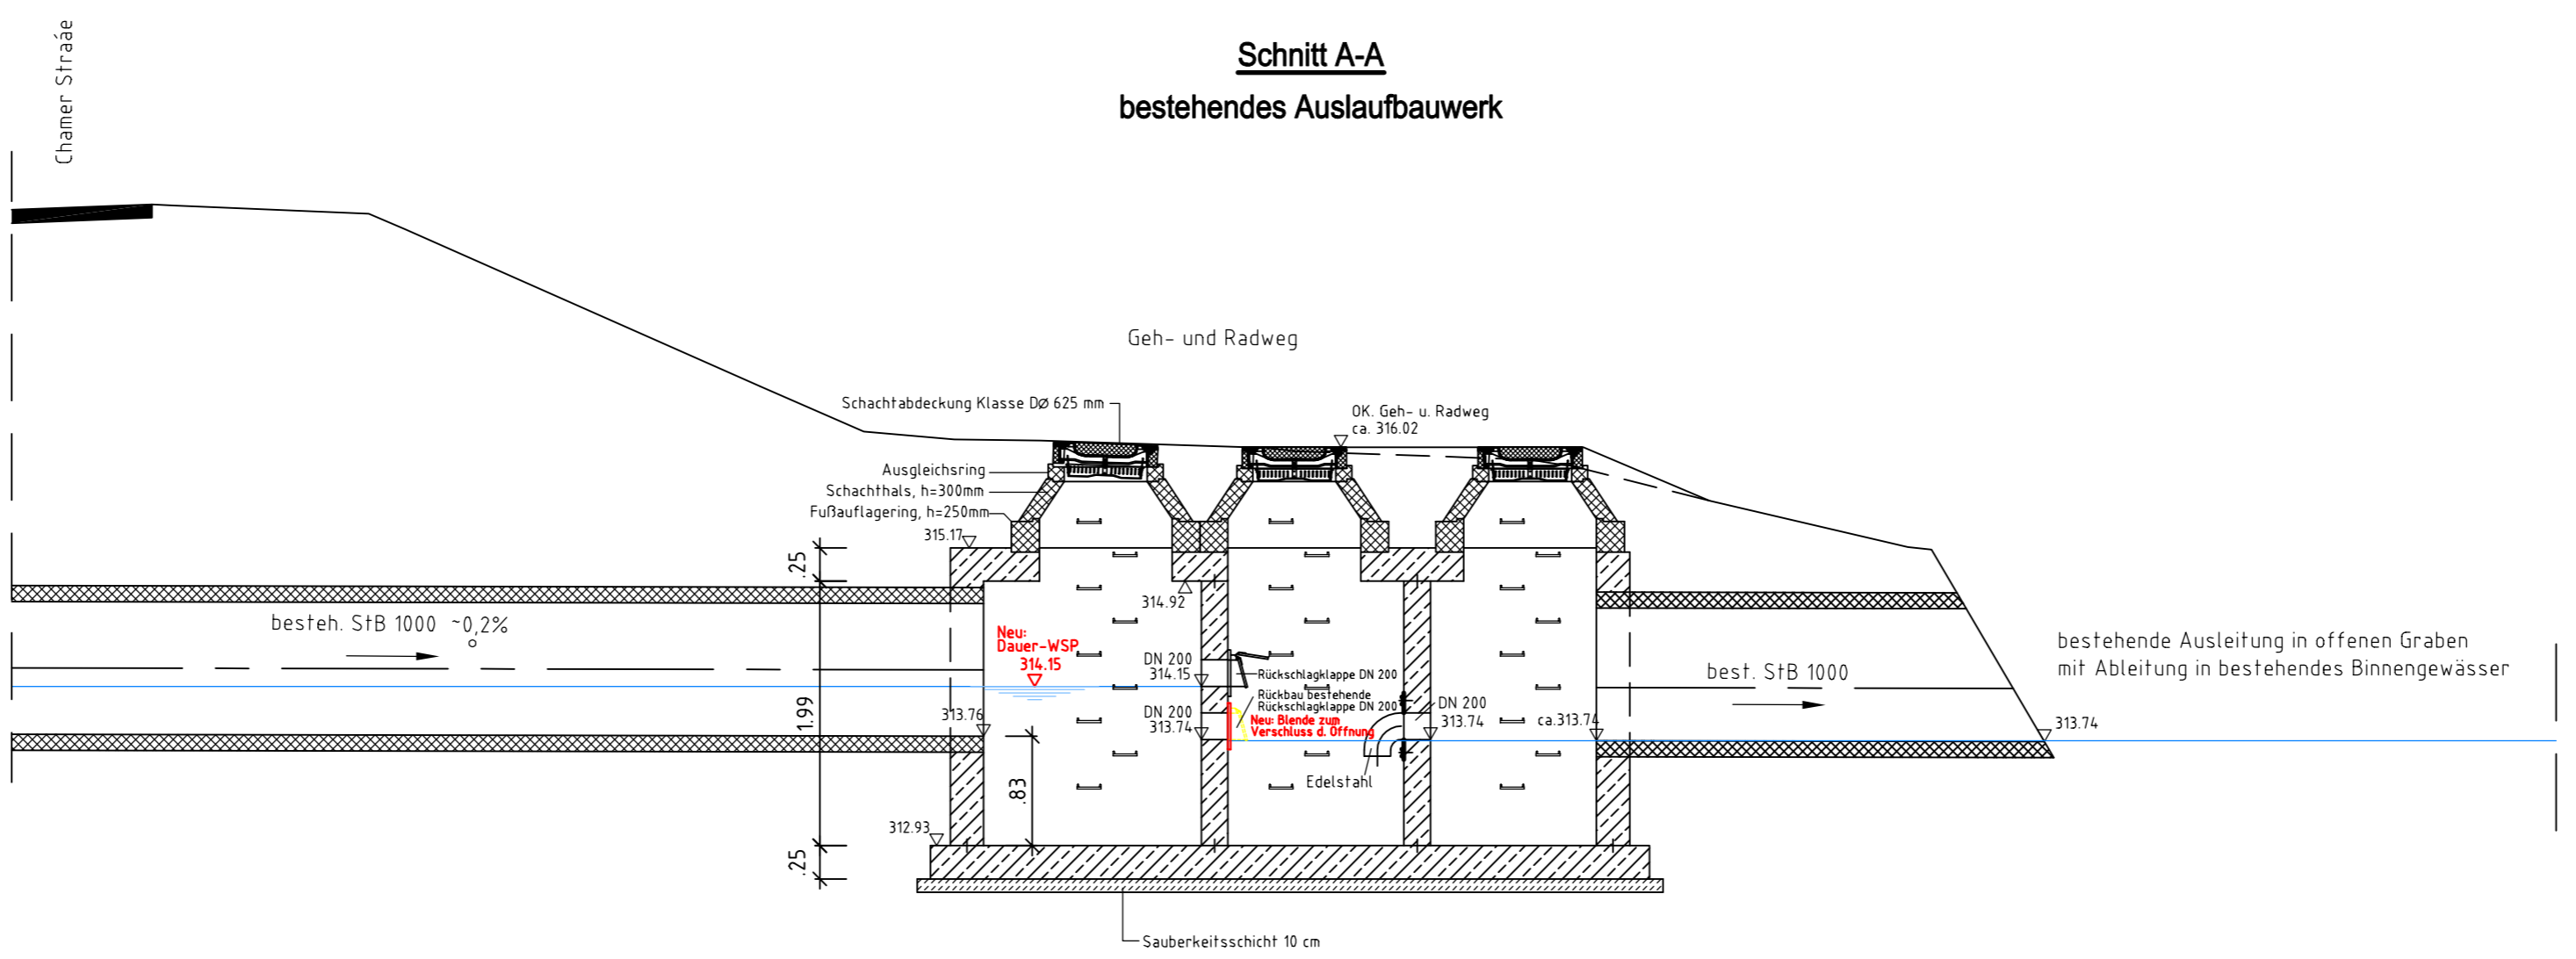 Schnitt A-A
bestehendes Auslaufbauwerk
Chamer Straáe
Geh- und Radweg
Schachtabdeckung Klasse DØ 625 mm
OK. Geh- u. Radweg
ca. 316.02
Ausgleichsring
Schachthals, h=300mm
Fußauflagering, h=250mm
315.17
.25
314.92
besteh. StB 1000 ~0,2%
Neu:
Dauer-WSP
314.15
DN 200
314.15
Rückschlagklappe DN 200
Rückbau bestehende
Rückschlagklappe DN 200
Neu: Blende zum
Verschluss d. Öffnung
DN 200
313.74
DN 200
313.74
ca.313.74
best. StB 1000
bestehende Ausleitung in offenen Graben
mit Ableitung in bestehendes Binnengewässer
313.74
313.76
1.99
.83
Edelstahl
312.93
.25
Sauberkeitsschicht 10 cm